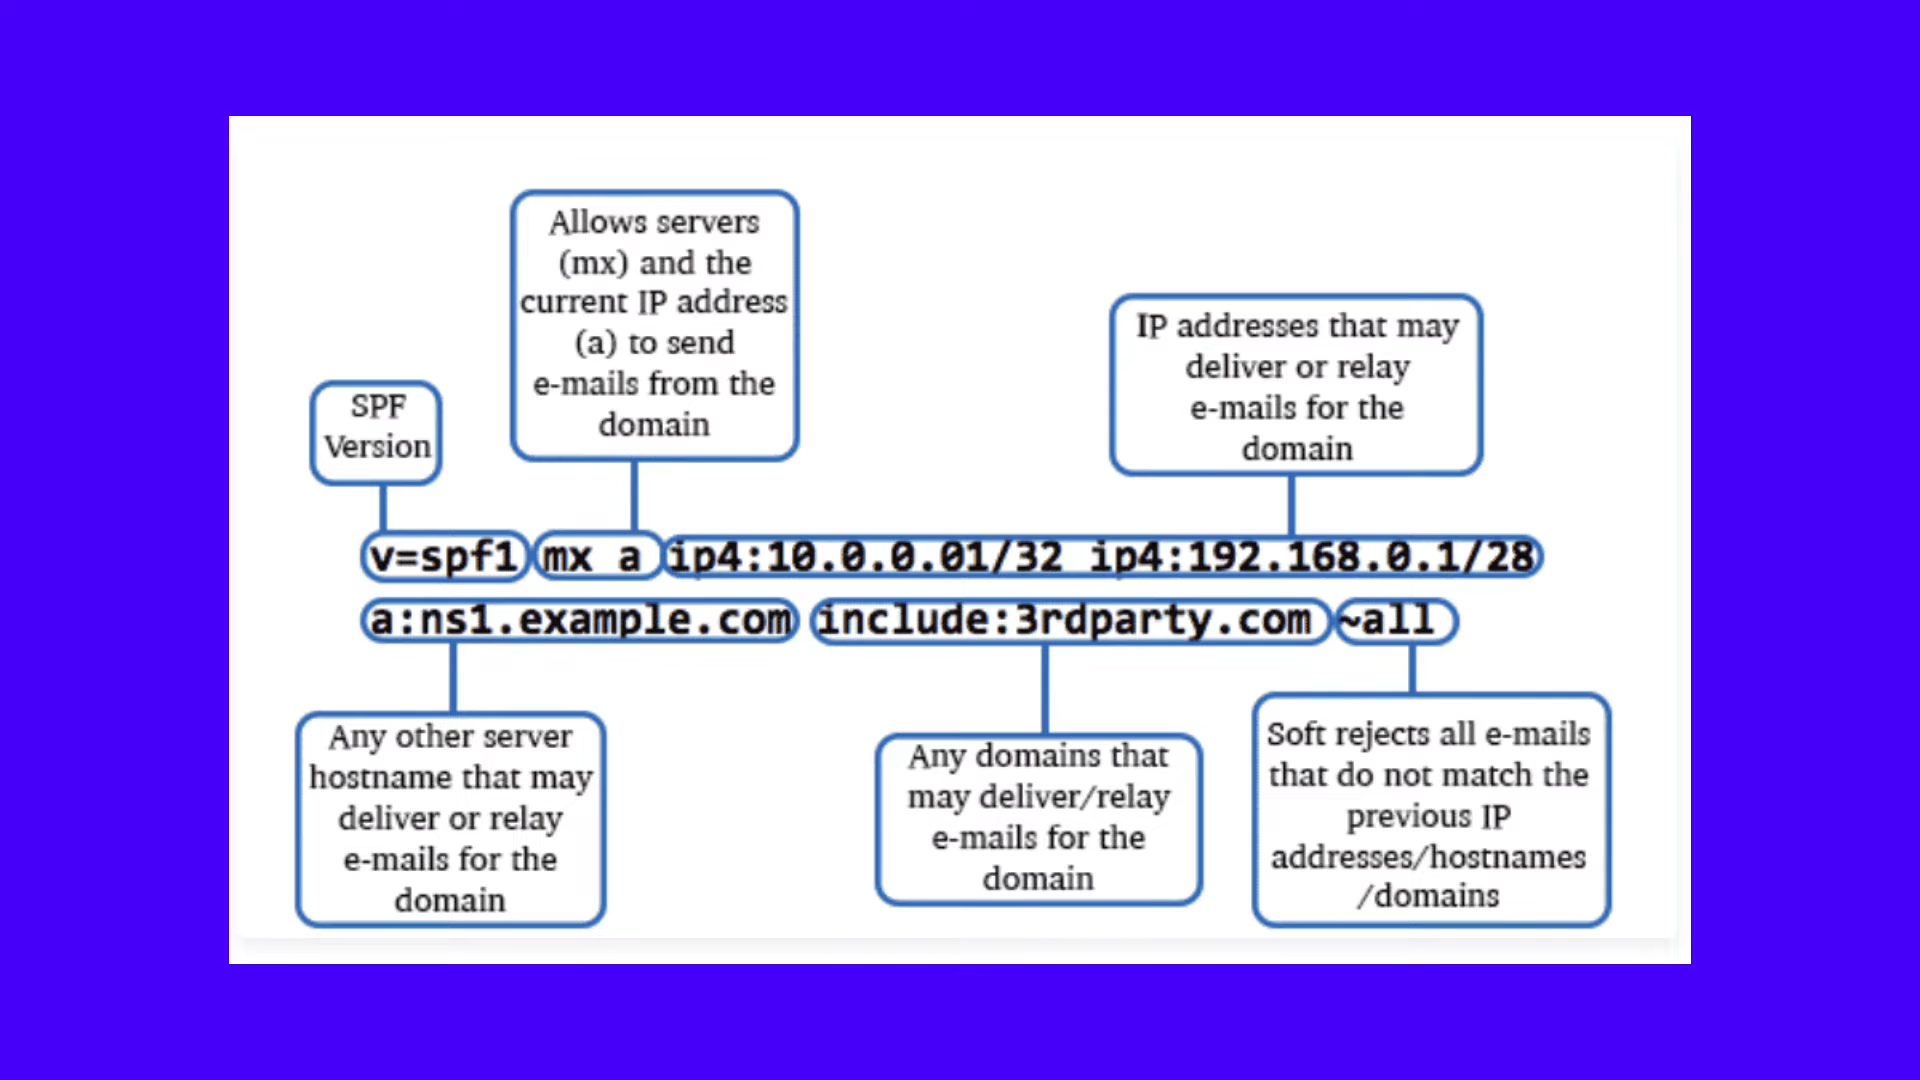 Allows servers
(mx) and the
current IP address
(a) to send
e-mails from the
domain
IP addresses that may
deliver or relay
e-mails for the
domain
SPF
Version
v=spf1 mx a ip4:10.0.0.01/32 ip4:192.168.0.1/28
a:ns1.example.com include:3rdparty.com ~all
Any other server
hostname that may
deliver or relay
e-mails for the
domain
Any domains that
may deliver/relay
e-mails for the
domain
Soft rejects all e-mails
that do not match the
previous IP
addresses/hostnames
/domains